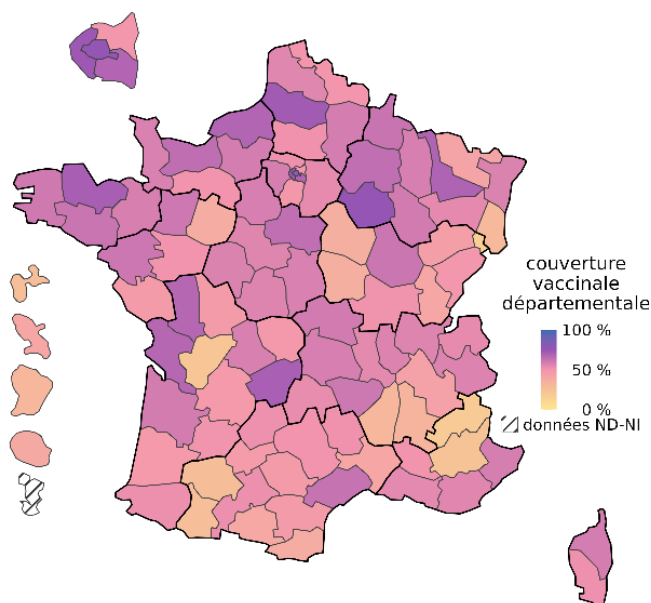 couverture
vaccinale
départementale
100 %
50 %
0 %
données ND-NI